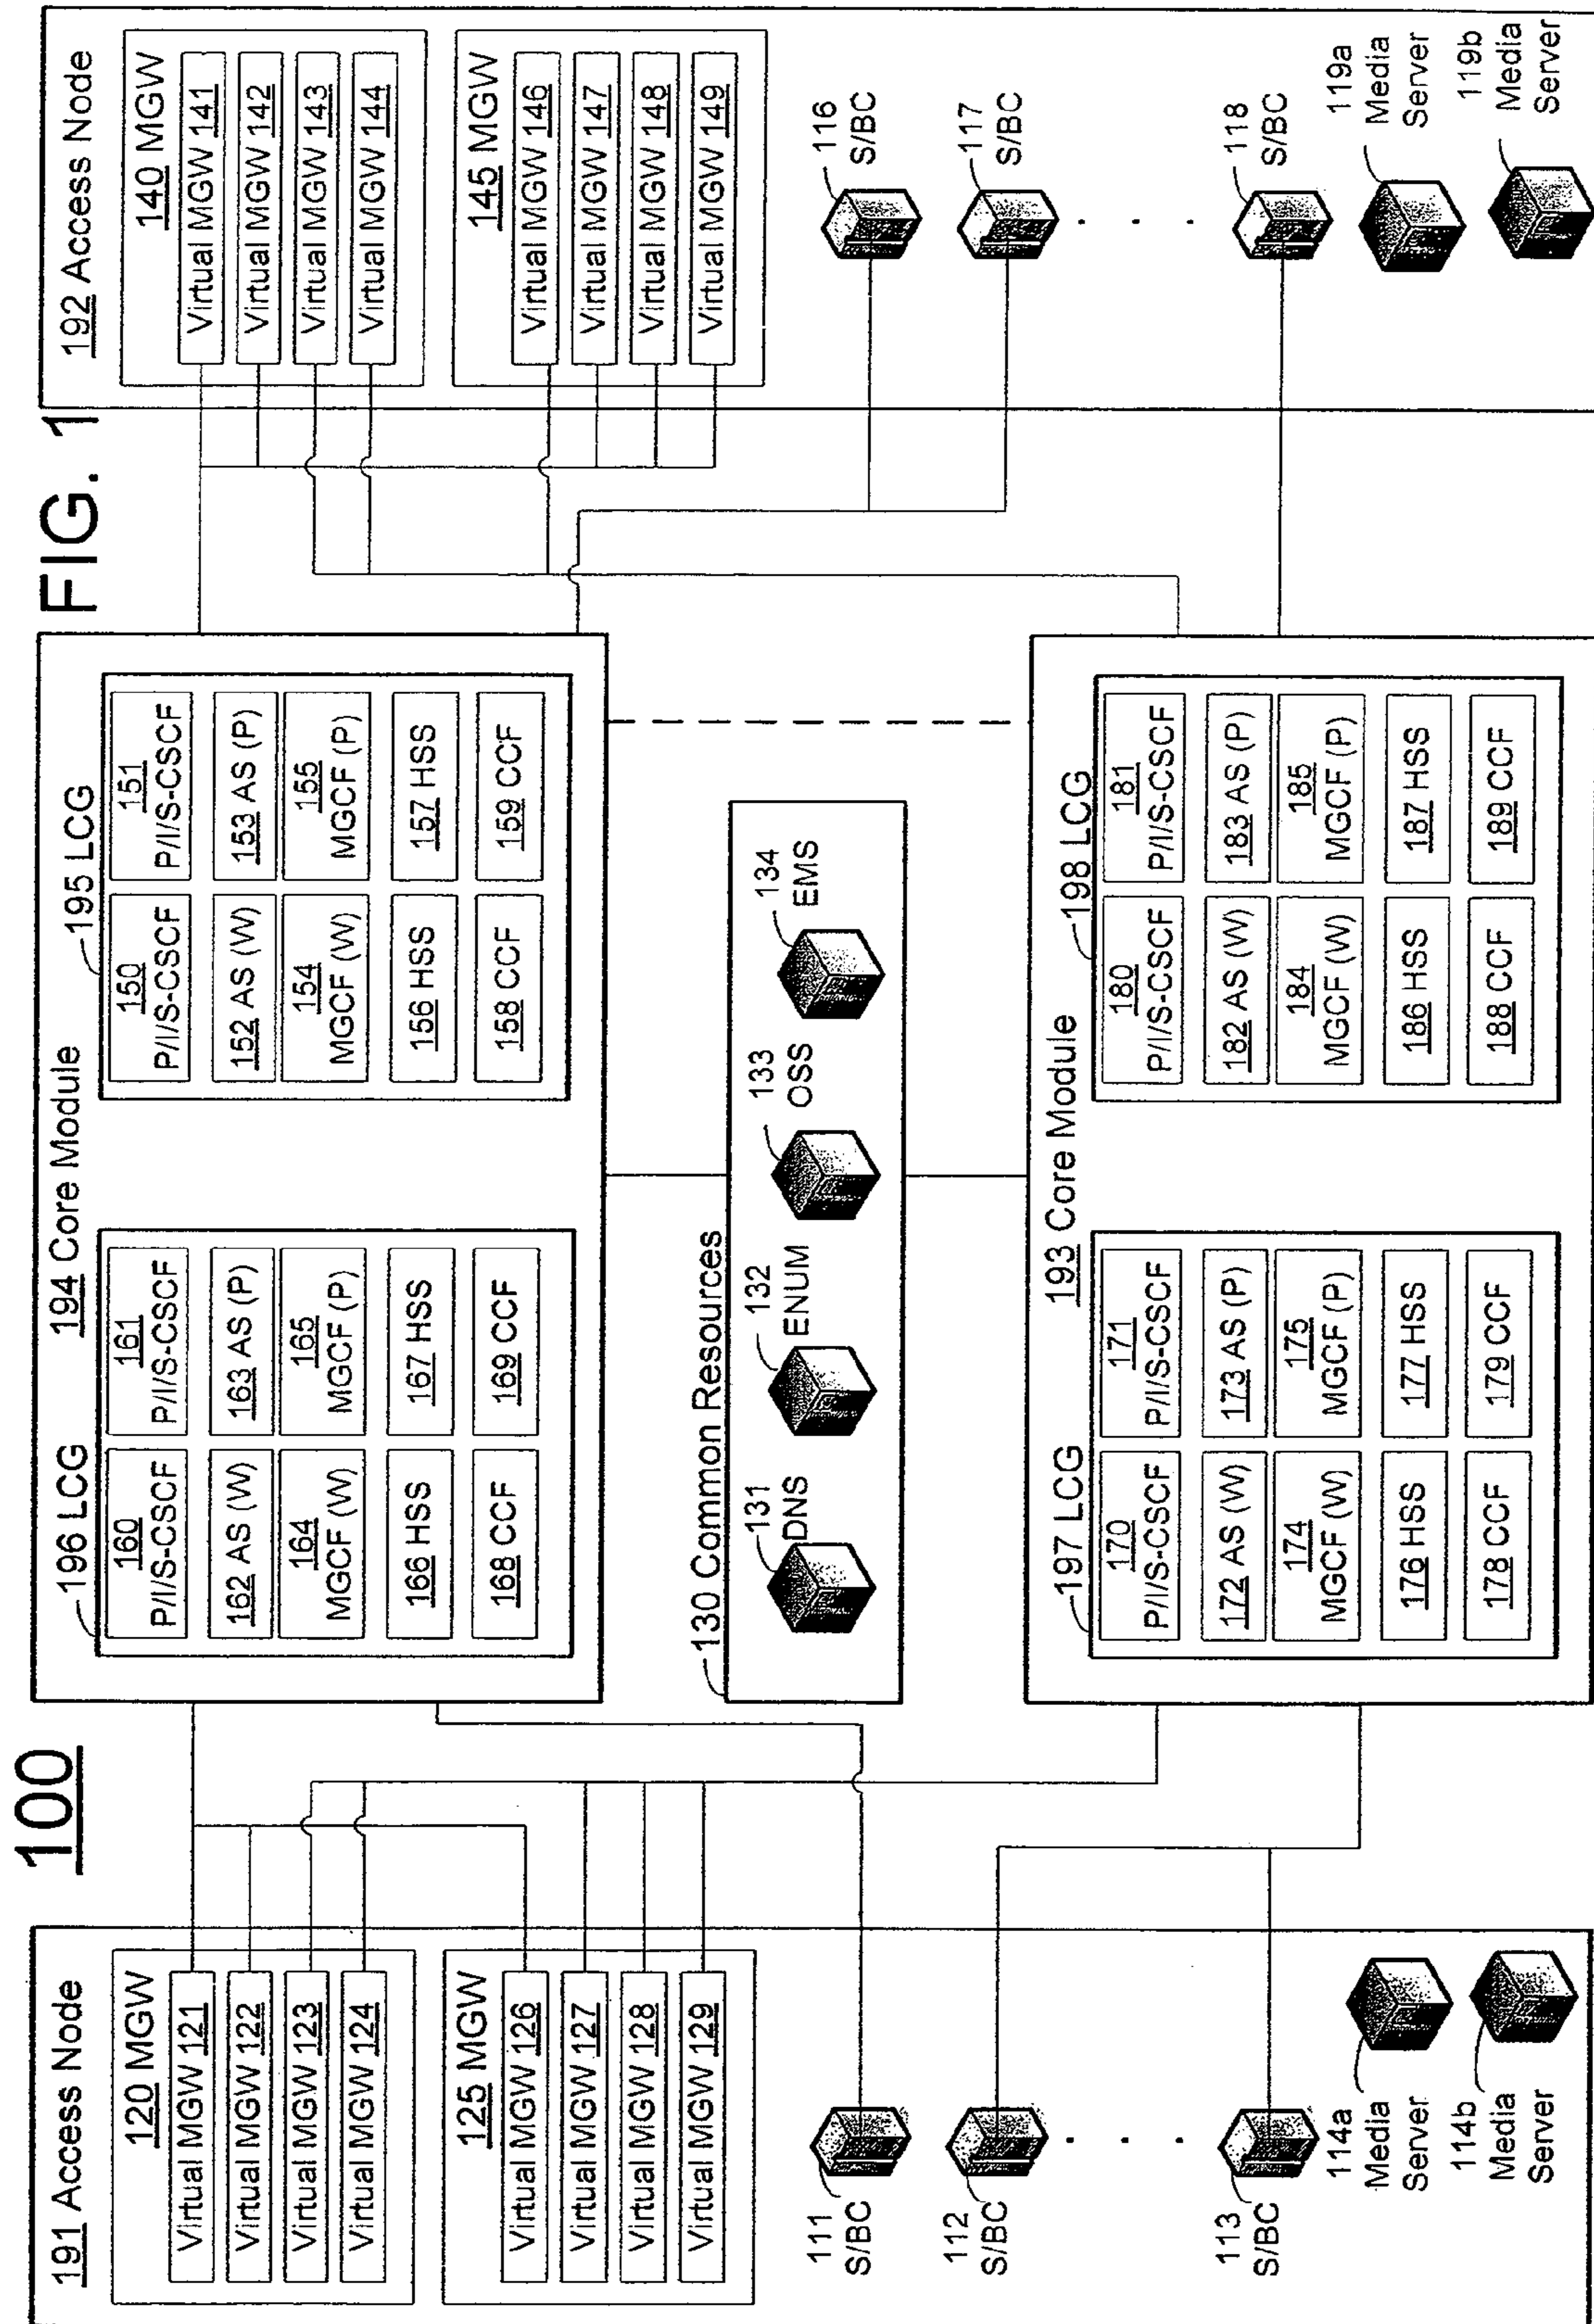 100
FIG. 1
191 Access Node
120 MGW
Virtual MGW 121
Virtual MGW 122
Virtual MGW 123
Virtual MGW 124
125 MGW
Virtual MGW 126
Virtual MGW 127
Virtual MGW 128
Virtual MGW 129
111
S/BC
112
S/BC
. . .
113
S/BC
114a
Media
Server
114b
Media
Server
194 Core Module
196 LCG
160
P/I/S-CSCF
161
P/I/S-CSCF
162 AS (W)
163 AS (P)
164
MGCF (W)
165
MGCF (P)
166 HSS
167 HSS
168 CCF
169 CCF
195 LCG
150
P/I/S-CSCF
151
P/I/S-CSCF
152 AS (W)
153 AS (P)
154
MGCF (W)
155
MGCF (P)
156 HSS
157 HSS
158 CCF
159 CCF
130 Common Resources
131
DNS
132
ENUM
133
OSS
134
EMS
193 Core Module
197 LCG
170
P/I/S-CSCF
171
P/I/S-CSCF
172 AS (W)
173 AS (P)
174
MGCF (W)
175
MGCF (P)
176 HSS
177 HSS
178 CCF
179 CCF
198 LCG
180
P/I/S-CSCF
181
P/I/S-CSCF
182 AS (W)
183 AS (P)
184
MGCF (W)
185
MGCF (P)
186 HSS
187 HSS
188 CCF
189 CCF
192 Access Node
140 MGW
Virtual MGW 141
Virtual MGW 142
Virtual MGW 143
Virtual MGW 144
145 MGW
Virtual MGW 146
Virtual MGW 147
Virtual MGW 148
Virtual MGW 149
116
S/BC
117
S/BC
. . .
118
S/BC
119a
Media
Server
119b
Media
Server